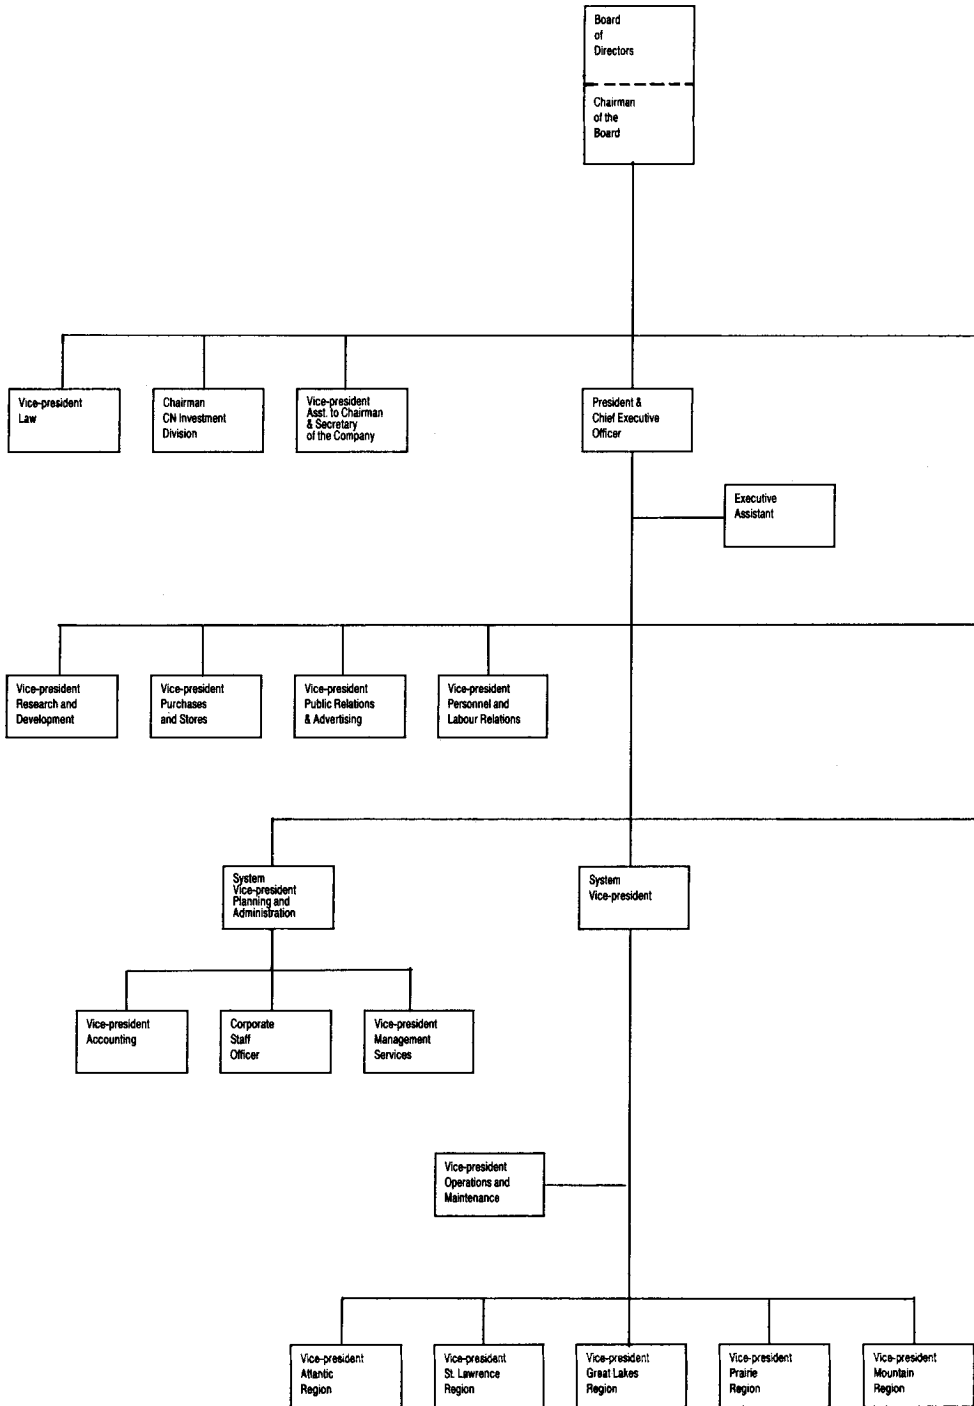 Board
of
Directors
Chairman
of the
Board
Vice-president
Law
Chairman
CN Investment
Division
Vice-president
Asst. to Chairman
& Secretary
of the Company
President &
Chief Executive
Officer
Executive
Assistant
Vice-president
Research and
Development
Vice-president
Purchases
and Stores
Vice-president
Public Relations
& Advertising
Vice-president
Personnel and
Labour Relations
System
Vice-president
Planning and
Administration
System
Vice-president
Vice-president
Accounting
Corporate
Staff
Officer
Vice-president
Management
Services
Vice-president
Operations and
Maintenance
Vice-president
Atlantic
Region
Vice-president
St. Lawrence
Region
Vice-president
Great Lakes
Region
Vice-president
Prairie
Region
Vice-president
Mountain
Region